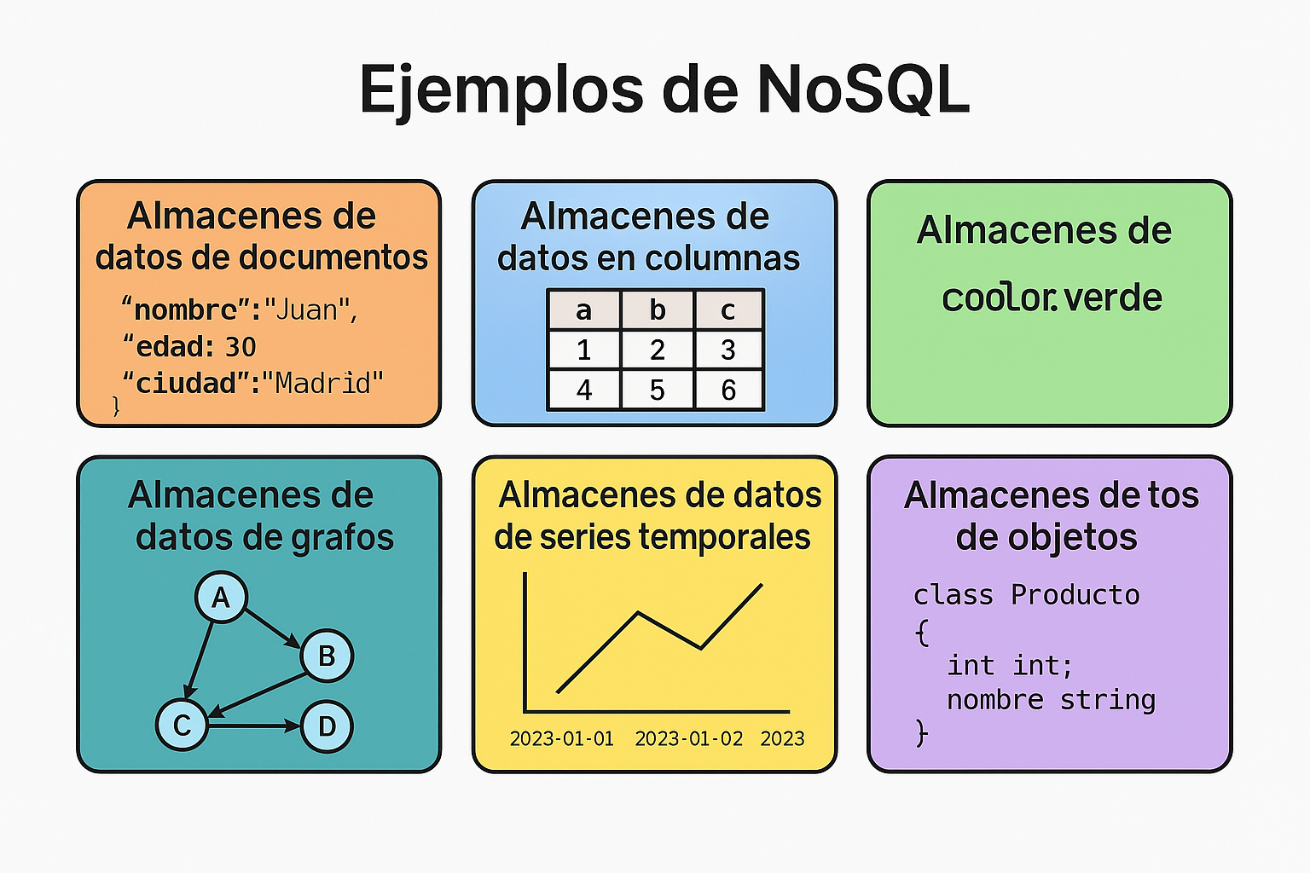 Ejemplos de NoSQL
Almacenes de
datos de documentos
“nombre”:"Juan",
“edad: 30
“ciudad”:"Madrid"
}
Almacenes de
datos en columnas
a b c
1 2 3
4 5 6
Almacenes de
coolor. verde
Almacenes de
datos de grafos
A
B
C
D
Almacenes de datos
de series temporales
2023-01-01 2023-01-02 2023
Almacenes de tos
de objetos
class Producto
{
int int;
nombre string
}